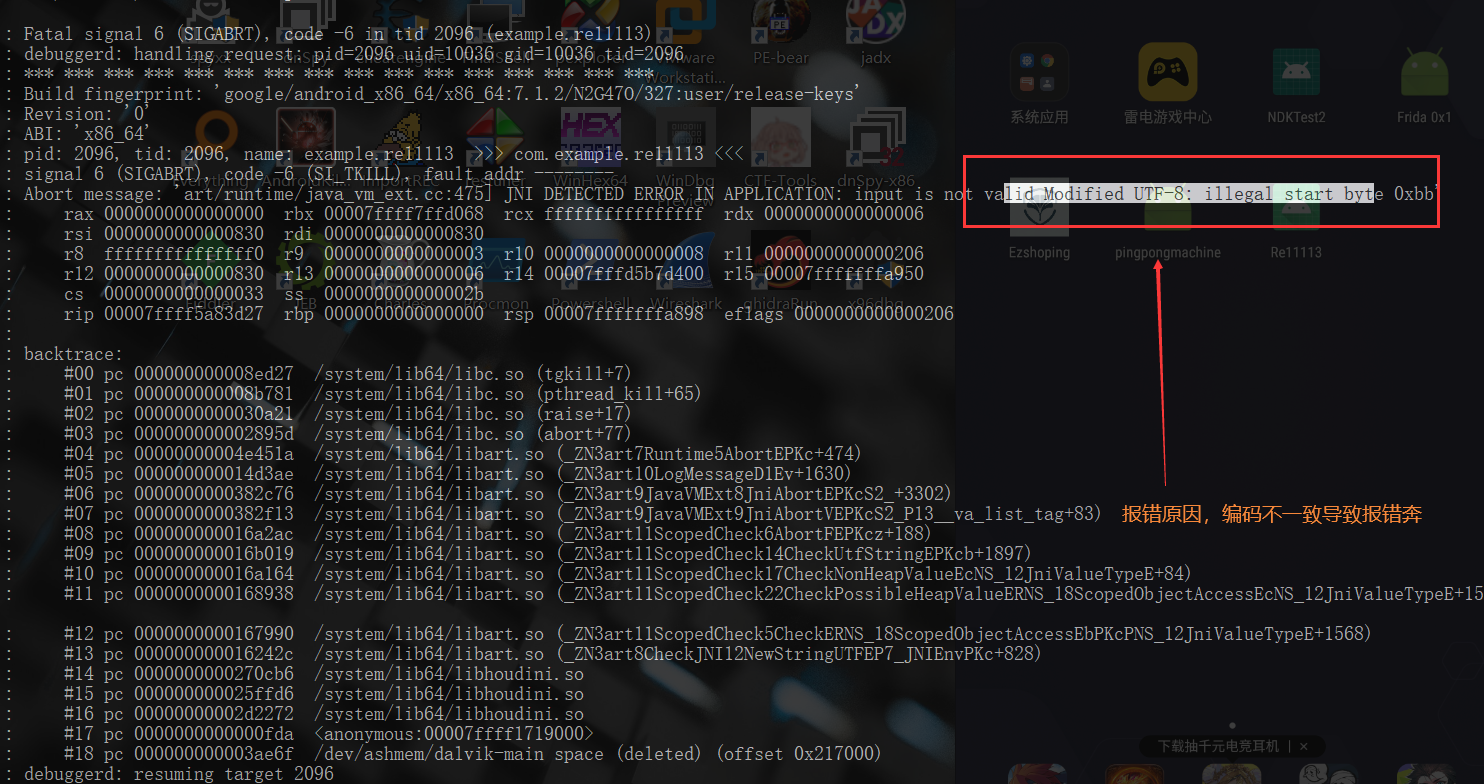 : Fatal signal 6 (SIGABRT), code -6 in tid 2096 (example.re11113)
: debuggerd: handling request: pid=2096 uid=10036 gid=10036 tid=2096
: *** *** *** *** *** *** *** *** *** *** *** *** *** *** *** ***
: Build fingerprint: 'google/android_x86_64/x86_64:7.1.2/N2G47O/327:user/release-keys'
: Revision: '0'
: ABI: 'x86_64'
: pid: 2096, tid: 2096, name: example.re11113  >>> com.example.re11113 <<<
: signal 6 (SIGABRT), code -6 (SI_TKILL), fault addr --------
: Abort message: 'art/runtime/java_vm_ext.cc:475] JNI DETECTED ERROR IN APPLICATION: input is not valid Modified UTF-8: illegal start byte 0xbb'
:     rax 0000000000000000  rbx 00007ffff7ffd068  rcx ffffffffffffffff  rdx 0000000000000006
:     rsi 0000000000000830  rdi 0000000000000830
:     r8  fffffffffffffff0  r9  0000000000000003  r10 0000000000000008  r11 0000000000000206
:     r12 0000000000000830  r13 0000000000000006  r14 00007fffd5b7d400  r15 00007fffffffa950
:     cs  0000000000000033  ss  000000000000002b
:     rip 00007ffff5a83d27  rbp 0000000000000000  rsp 00007fffffffa898  eflags 0000000000000206
:
: backtrace:
:     #00 pc 000000000008ed27  /system/lib64/libc.so (tgkill+7)
:     #01 pc 000000000008b781  /system/lib64/libc.so (pthread_kill+65)
:     #02 pc 0000000000030a21  /system/lib64/libc.so (raise+17)
:     #03 pc 000000000002895d  /system/lib64/libc.so (abort+77)
:     #04 pc 00000000004e451a  /system/lib64/libart.so (_ZN3art7Runtime5AbortEPKc+474)
:     #05 pc 000000000014d3ae  /system/lib64/libart.so (_ZN3art10LogMessageD1Ev+1630)
:     #06 pc 0000000000382c76  /system/lib64/libart.so (_ZN3art9JavaVMExt8JniAbortEPKcS2_+3302)
:     #07 pc 0000000000382f13  /system/lib64/libart.so (_ZN3art9JavaVMExt9JniAbortVEPKcS2_P13__va_list_tag+83)
:     #08 pc 000000000016a2ac  /system/lib64/libart.so (_ZN3art11ScopedCheck6AbortFEPKcz+188)
:     #09 pc 000000000016b019  /system/lib64/libart.so (_ZN3art11ScopedCheck14CheckUtfStringEPKcb+1897)
:     #10 pc 000000000016a164  /system/lib64/libart.so (_ZN3art11ScopedCheck17CheckNonHeapValueEcNS_12JniValueTypeE+84)
:     #11 pc 0000000000168938  /system/lib64/libart.so (_ZN3art11ScopedCheck22CheckPossibleHeapValueERNS_18ScopedObjectAccessEcNS_12JniValueTypeE+15
:     #12 pc 0000000000167990  /system/lib64/libart.so (_ZN3art11ScopedCheck5CheckERNS_18ScopedObjectAccessEbPKcPNS_12JniValueTypeE+1568)
:     #13 pc 000000000016242c  /system/lib64/libart.so (_ZN3art8CheckJNI12NewStringUTFEP7_JNIEnvPKc+828)
:     #14 pc 0000000000270cb6  /system/lib64/libhoudini.so
:     #15 pc 000000000025ffd6  /system/lib64/libhoudini.so
:     #16 pc 00000000002d2272  /system/lib64/libhoudini.so
:     #17 pc 0000000000000fda  <anonymous:00007ffff1719000>
:     #18 pc 000000000003ae6f  /dev/ashmem/dalvik-main space (deleted) (offset 0x217000)
: debuggerd: resuming target 2096
报错原因，编码不一致导致报错奔
系统应用
雷电游戏中心
NDKTest2
Frida 0x1
Ezshoping
pingpongmachine
Re11113
下载抽千元电竞耳机 | ×
PE-bear
jadx
WinHex64
WinDbg
Preview
CTE-Tools
dnSpy-x86
Workstati...
Powershell
Wireshark
ghidraRun
x96dbg
Procmon